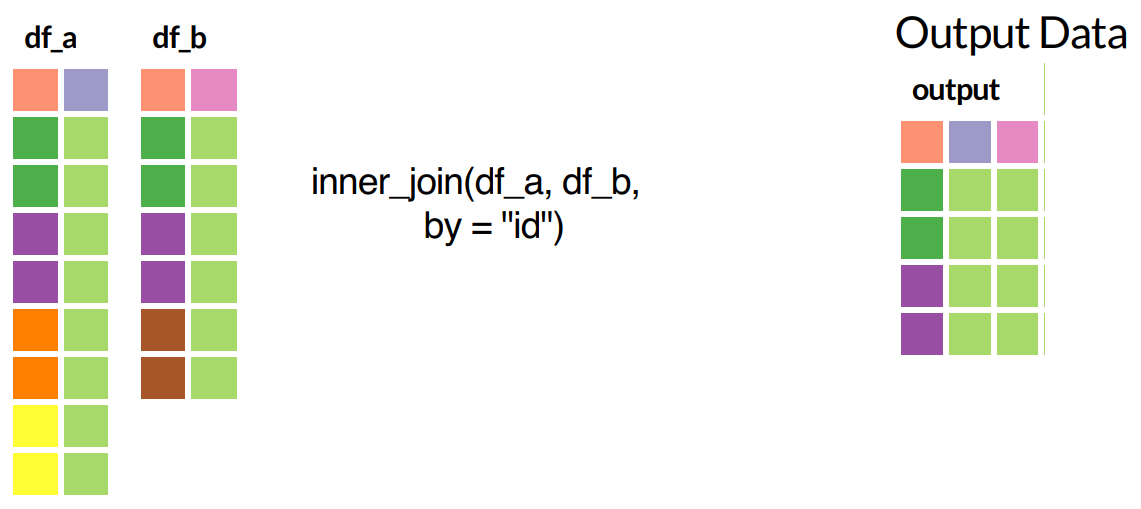 df_a
df_b
inner_join(df_a, df_b,
by = "id")
Output Data
output